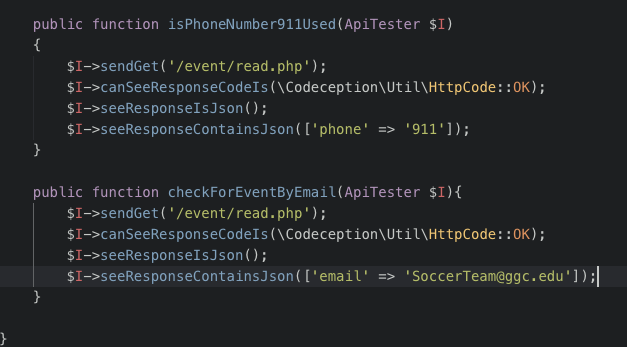 public function isPhoneNumber911Used(ApiTester $I)
{
$I->sendGet('/event/read.php');
$I->canSeeResponseCodeIs(\Codeception\Util\HttpCode::OK);
$I->seeResponseIsJson();
$I->seeResponseContainsJson(['phone' => '911']);
}
public function checkForEventByEmail(ApiTester $I){
$I->sendGet('/event/read.php');
$I->canSeeResponseCodeIs(\Codeception\Util\HttpCode::OK);
$I->seeResponseIsJson();
$I->seeResponseContainsJson(['email' => 'SoccerTeam@ggc.edu']);
}
}